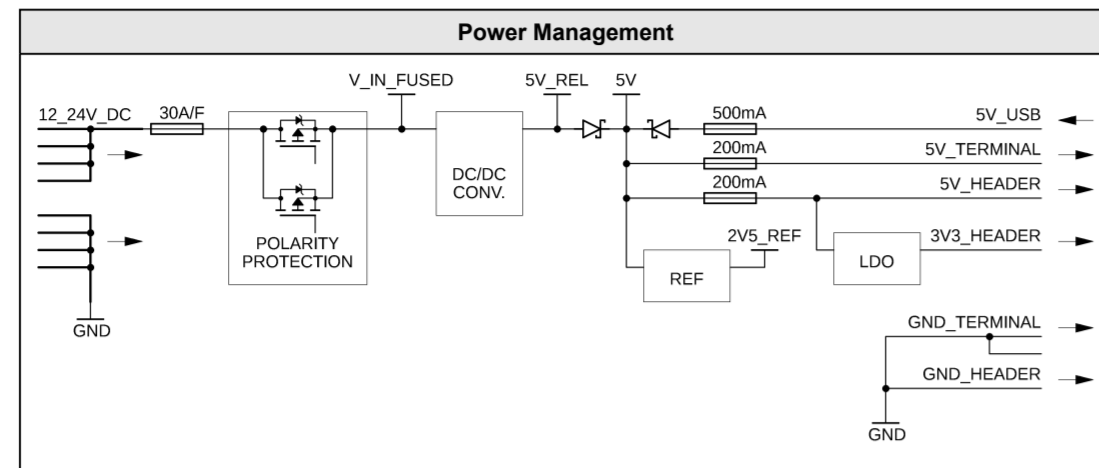 Power Management
V_IN_FUSED
5V_REL
5V
12_24V_DC
30A/F
500mA
5V_USB
200mA
5V_TERMINAL
DC/DC
CONV.
200mA
5V_HEADER
POLARITY
PROTECTION
2V5_REF
3V3_HEADER
REF
LDO
GND
GND_TERMINAL
GND_HEADER
GND